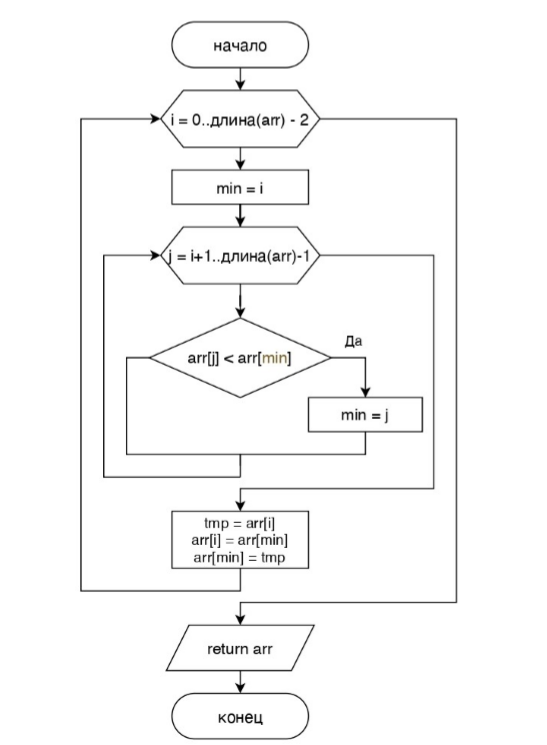 начало
i = 0..длина(arr) - 2
min = i
j = i+1..длина(arr)-1
arr[j] < arr[min]
Да
min = j
tmp = arr[i]
arr[i] = arr[min]
arr[min] = tmp
return arr
конец